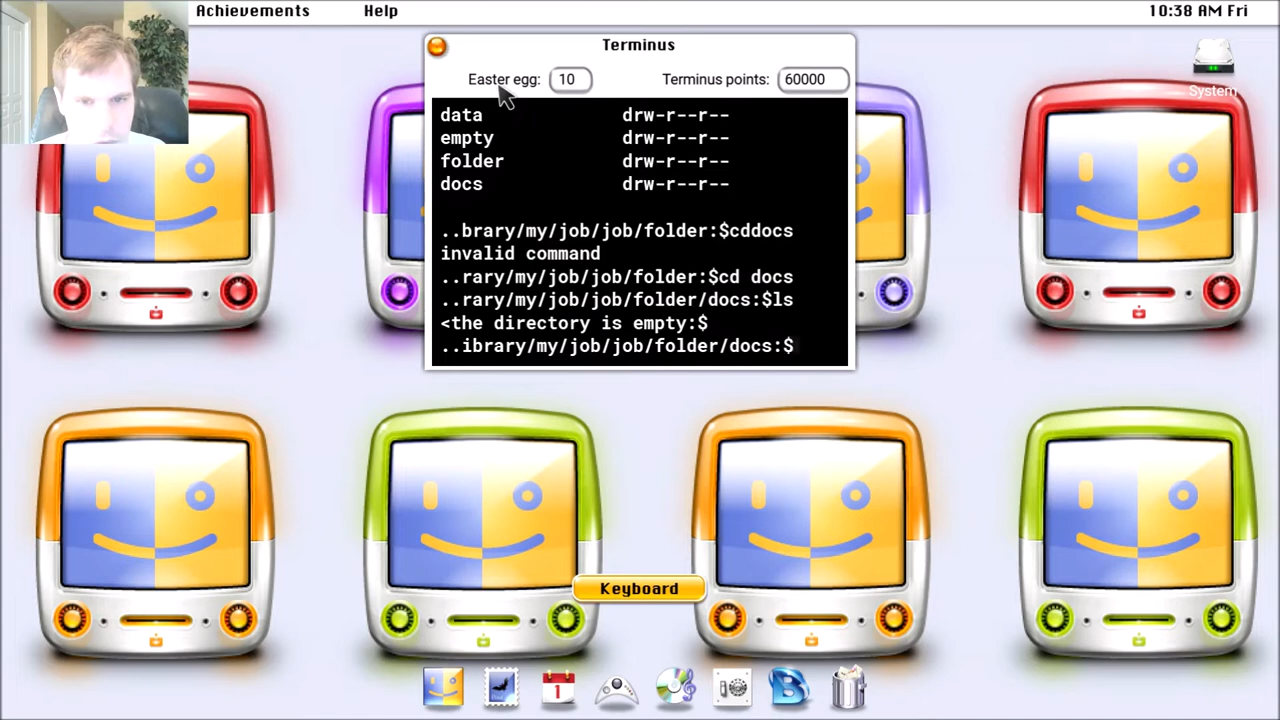 Achievements Help 10:38 AM Fri
Terminus
Easter egg: 10 Terminus points: 60000
System
data drw-r--r--
empty drw-r--r--
folder drw-r--r--
docs drw-r--r--
..brary/my/job/job/folder:$cddocs
invalid command
..rary/my/job/job/folder:$cd docs
..rary/my/job/job/folder/docs:$ls
<the directory is empty:$
..ibrary/my/job/job/folder/docs:$
Keyboard
1
B